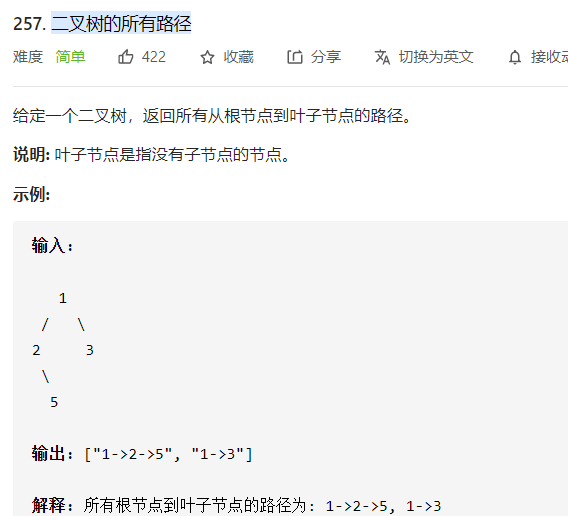 257. 二叉树的所有路径
难度 简单 422 收藏 分享 切换为英文 接收动
给定一个二叉树，返回所有从根节点到叶子节点的路径。
说明: 叶子节点是指没有子节点的节点。
示例:
输入:
1
/ \
2 3
\
5
输出: ["1->2->5", "1->3"]
解释: 所有根节点到叶子节点的路径为: 1->2->5, 1->3